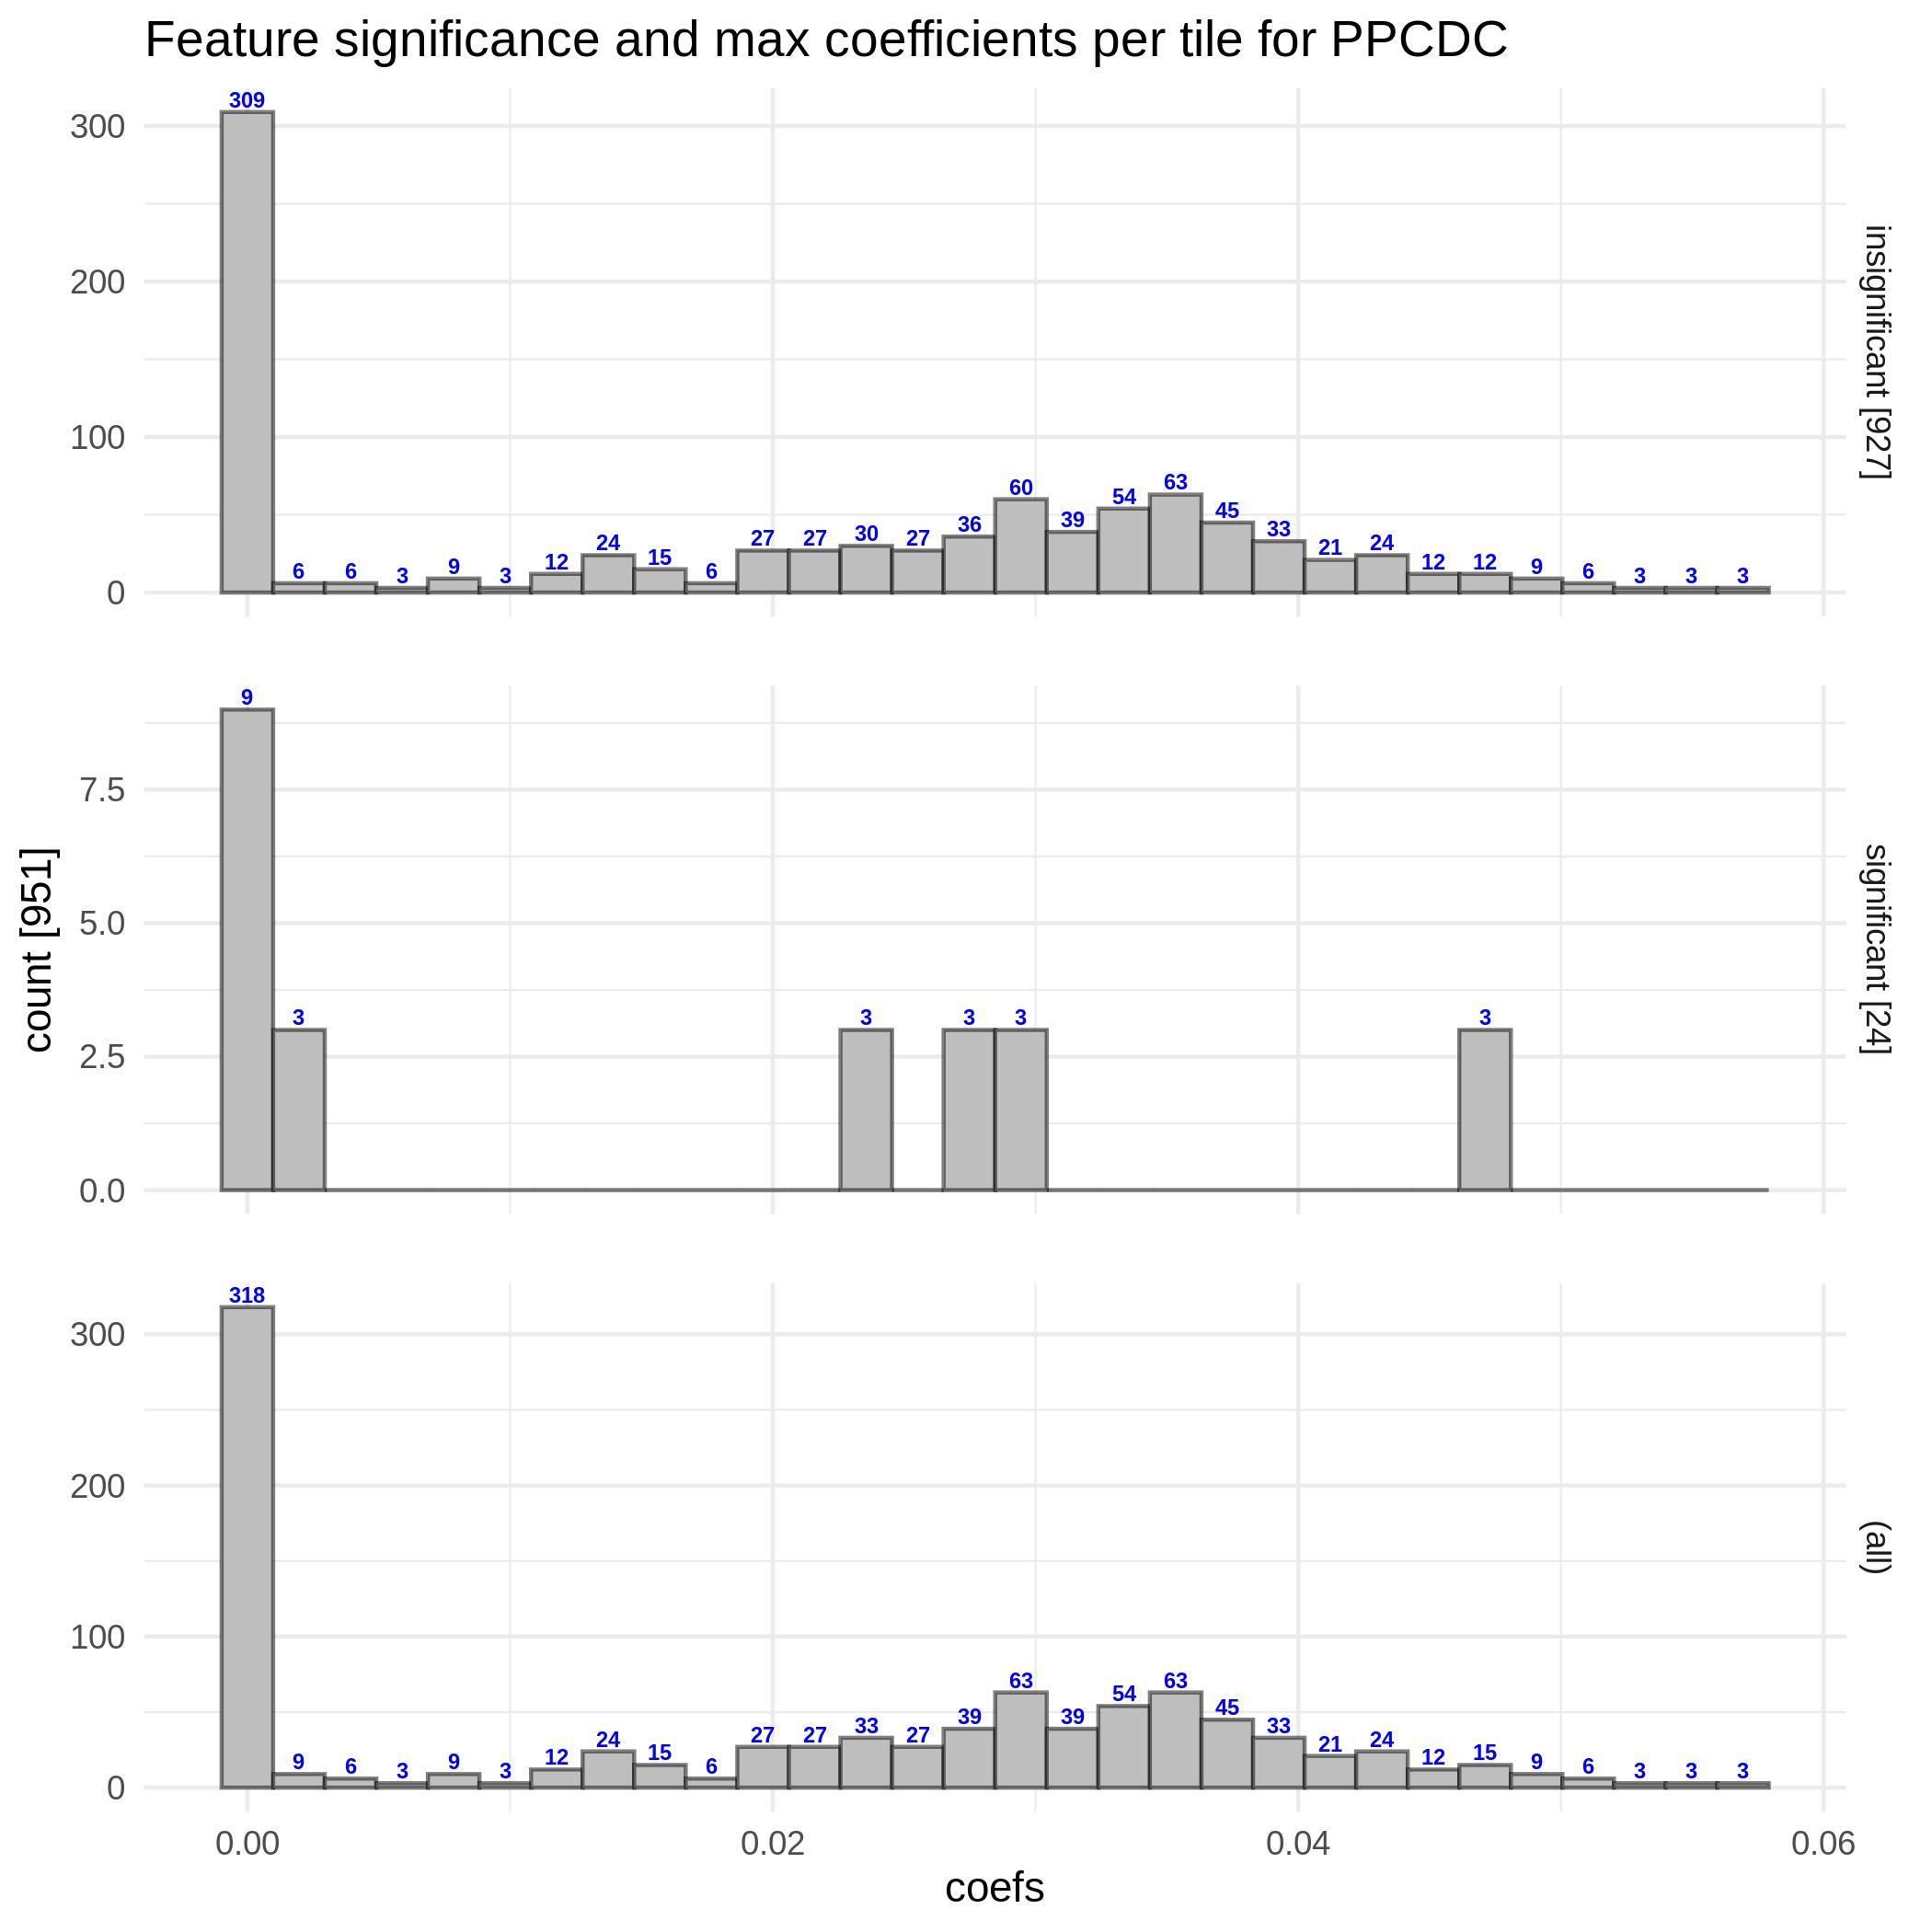 Feature significance and max coefficients per tile for PPCDC
309
300
200
100
0
6 6 3 9 3 12 24 15 6 27 27 30 27 36 60 39 54 63 45 33 21 24 12 12 9 6 3 3 3
insignificant [927]
count [951]
9
7.5
5.0
2.5
0.0
3 3 3 3 3
significant [24]
318
300
200
100
0
9 6 3 9 3 12 24 15 6 27 27 33 27 39 63 39 54 63 45 33 21 24 12 15 9 6 3 3 3
(all)
0.00 0.02 0.04 0.06
coefs